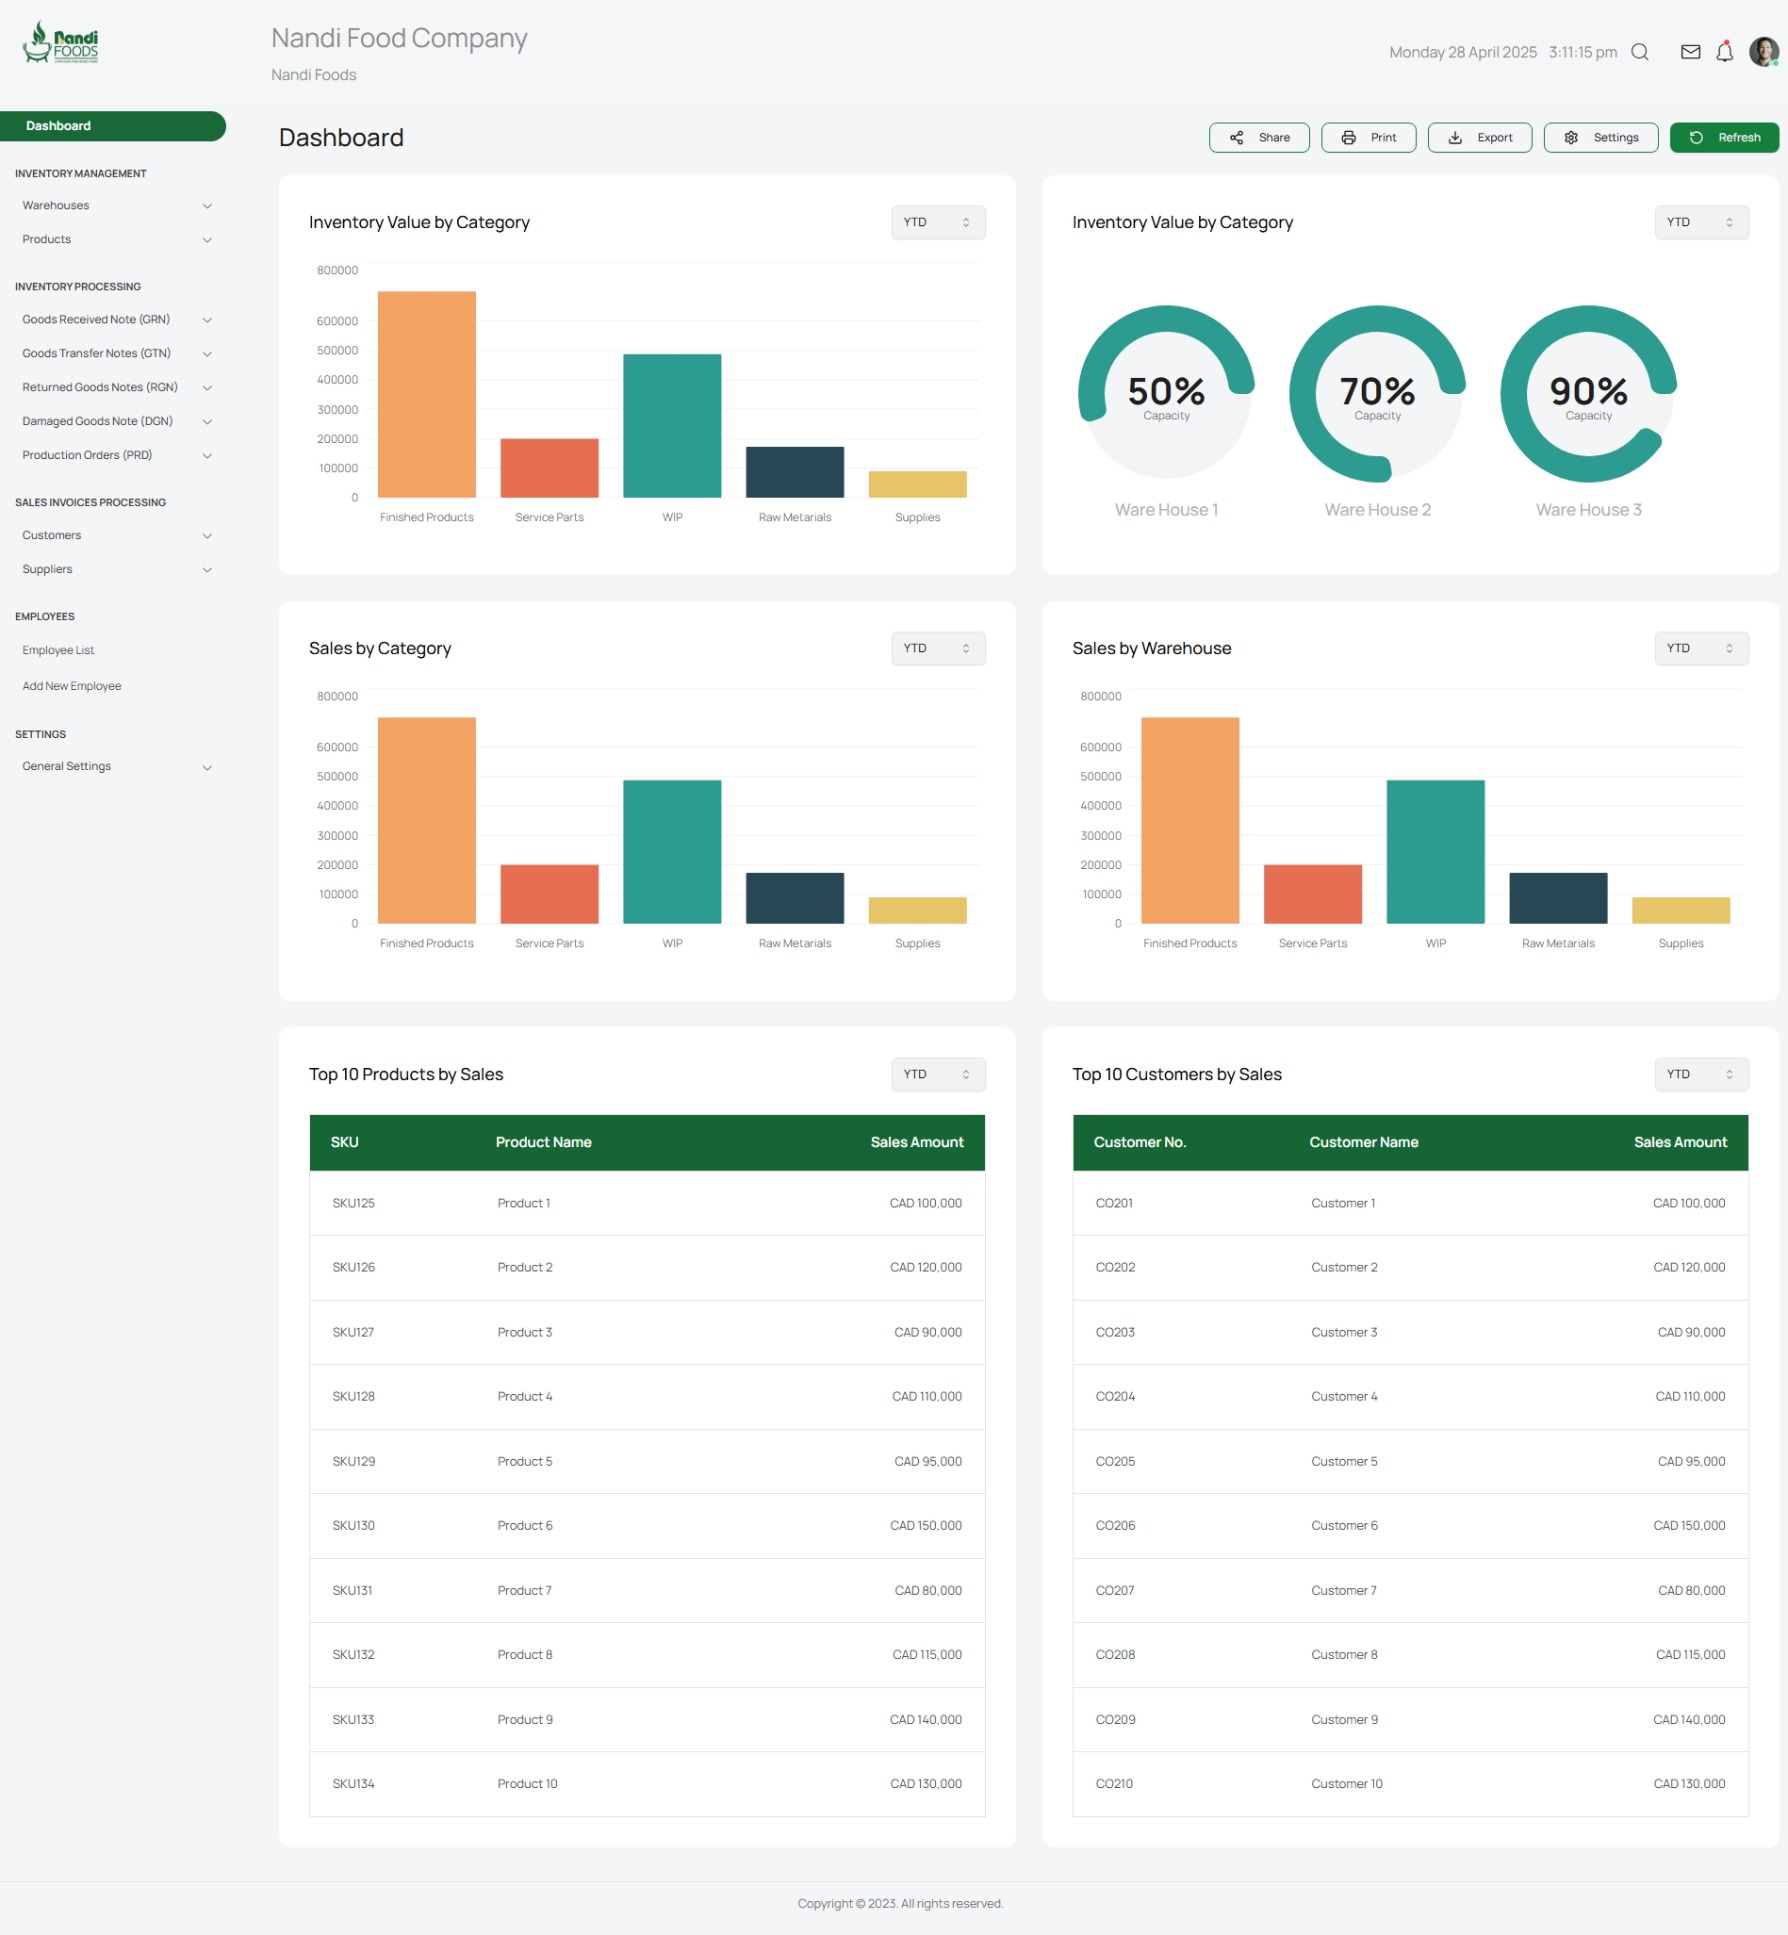 Nandi
FOODS
Nandi Food Company
Nandi Foods
Monday 28 April 2025 3:11:15 pm
Dashboard
INVENTORY MANAGEMENT
Warehouses
Products
INVENTORY PROCESSING
Goods Received Note (GRN)
Goods Transfer Notes (GTN)
Returned Goods Notes (RGN)
Damaged Goods Note (DGN)
Production Orders (PRD)
SALES INVOICES PROCESSING
Customers
Suppliers
EMPLOYEES
Employee List
Add New Employee
SETTINGS
General Settings
Dashboard
Share Print Export Settings Refresh
Inventory Value by Category YTD
800000
600000
500000
400000
300000
200000
100000
0
Finished Products Service Parts WIP Raw Metarials Supplies
Inventory Value by Category YTD
50% 70% 90%
Capacity Capacity Capacity
Ware House 1 Ware House 2 Ware House 3
Sales by Category YTD
800000
600000
500000
400000
300000
200000
100000
0
Finished Products Service Parts WIP Raw Metarials Supplies
Sales by Warehouse YTD
800000
600000
500000
400000
300000
200000
100000
0
Finished Products Service Parts WIP Raw Metarials Supplies
Top 10 Products by Sales YTD
SKU Product Name Sales Amount
SKU125 Product 1 CAD 100,000
SKU126 Product 2 CAD 120,000
SKU127 Product 3 CAD 90,000
SKU128 Product 4 CAD 110,000
SKU129 Product 5 CAD 95,000
SKU130 Product 6 CAD 150,000
SKU131 Product 7 CAD 80,000
SKU132 Product 8 CAD 115,000
SKU133 Product 9 CAD 140,000
SKU134 Product 10 CAD 130,000
Top 10 Customers by Sales YTD
Customer No. Customer Name Sales Amount
CO201 Customer 1 CAD 100,000
CO202 Customer 2 CAD 120,000
CO203 Customer 3 CAD 90,000
CO204 Customer 4 CAD 110,000
CO205 Customer 5 CAD 95,000
CO206 Customer 6 CAD 150,000
CO207 Customer 7 CAD 80,000
CO208 Customer 8 CAD 115,000
CO209 Customer 9 CAD 140,000
CO210 Customer 10 CAD 130,000
Copyright © 2023. All rights reserved.